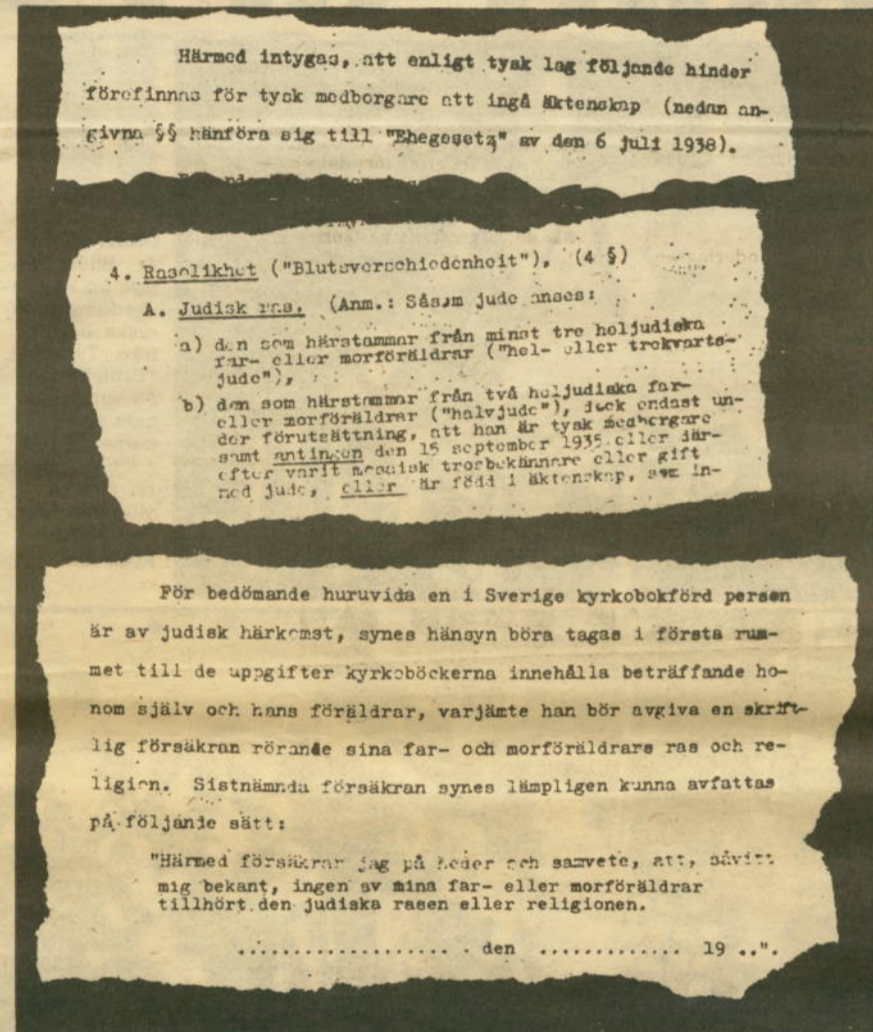 Härmed intygas, att enligt tysk lag följande hinder
förefinnas för tysk medborgare att ingå äktenskap (nedan an-
givna §§ hänföra sig till "Ehegesetz" av den 6 juli 1938).
4. Rasolikhet ("Blutsverschiedenheit"), (4 §)
A. Judisk ras. (Anm.: Såsom jude anses:
a) den som härstammar från minst tre heljudiska
far- eller morföräldrar ("hel- eller trekvarts-
jude"),
b) den som härstammar från två heljudiska far-
eller morföräldrar ("halvjude"), dock endast un-
der förutsättning, att han är tysk medborgare
samt antingen den 15 september 1935 eller där-
efter varit mosaisk trosbekännare eller gift
med jude, eller är född i äktenskap, som in-
För bedömande huruvida en i Sverige kyrkobokförd person
är av judisk härkomst, synes hänsyn böra tagas i första rum-
met till de uppgifter kyrkoböckerna innehålla beträffande ho-
nom själv och hans föräldrar, varjämte han bör avgiva en skrift-
lig försäkran rörande sina far- och morföräldrars ras och re-
ligion. Sistnämnda försäkran synes lämpligen kunna avfattas
på följande sätt:
"Härmed försäkrar jag på heder och samvete, att, såvitt
mig bekant, ingen av mina far- eller morföräldrar
tillhört den judiska rasen eller religionen.
................... den ............. 19 ..".